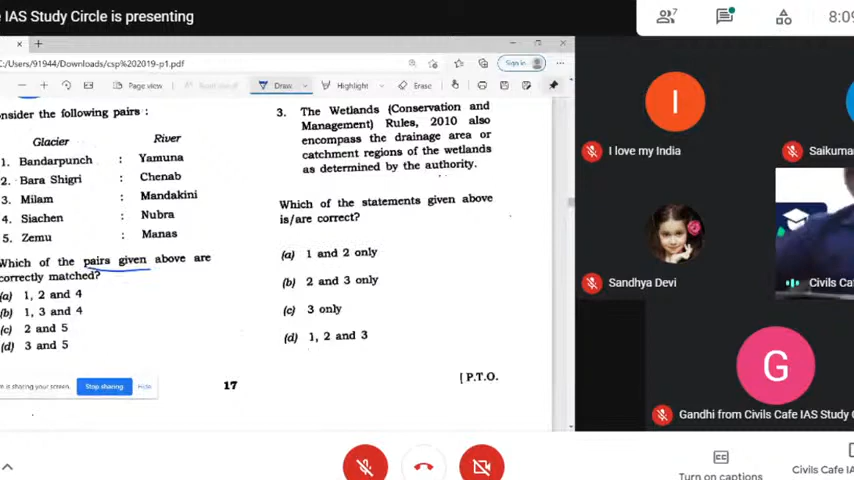 e IAS Study Circle is presenting
7
8:09
C:/Users/91944/Downloads/csp%202019-p1.pdf
Sign in
Page view
Read aloud
Draw
Highlight
Erase
onsider the following pairs :
Glacier River
1. Bandarpunch : Yamuna
2. Bara Shigri : Chenab
3. Milam : Mandakini
4. Siachen : Nubra
5. Zemu : Manas
Which of the pairs given above are
correctly matched?
(a) 1, 2 and 4
(b) 1, 3 and 4
(c) 2 and 5
(d) 3 and 5
3. The Wetlands (Conservation and
Management) Rules, 2010 also
encompass the drainage area or
catchment regions of the wetlands
as determined by the authority.
Which of the statements given above
is/are correct?
(a) 1 and 2 only
(b) 2 and 3 only
(c) 3 only
(d) 1, 2 and 3
17
[ P.T.O.
m is sharing your screen.
Stop sharing
Hide
I
I love my India
Saikuma
Sandhya Devi
Civils Ca
G
Gandhi from Civils Cafe IAS Study C
CC
Turn on captions
Civils Cafe IA